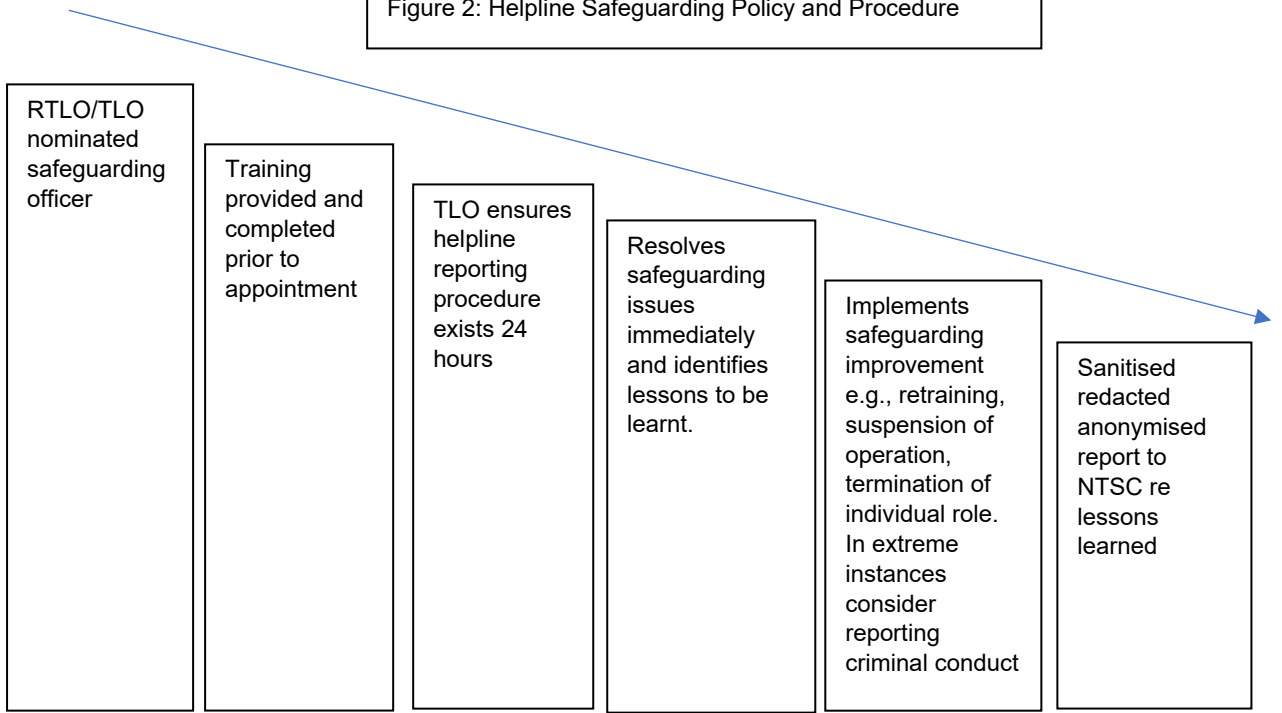 Figure 2: Helpline Safeguarding Policy and Procedure
RTLO/TLO
nominated
safeguarding
officer
Training
provided and
completed
prior to
appointment
TLO ensures
helpline
reporting
procedure
exists 24
hours
Resolves
safeguarding
issues
immediately
and identifies
lessons to be
learnt.
Implements
safeguarding
improvement
e.g., retraining,
suspension of
operation,
termination of
individual role.
In extreme
instances
consider
reporting
criminal conduct
Sanitised
redacted
anonymised
report to
NTSC re
lessons
learned